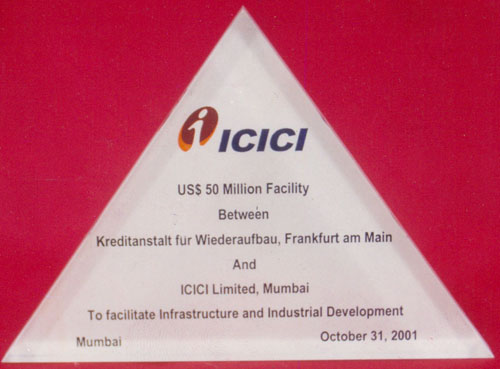 i ICICI
US$ 50 Million Facility
Between
Kreditanstalt fur Wiederaufbau, Frankfurt am Main
And
ICICI Limited, Mumbai
To facilitate Infrastructure and Industrial Development
Mumbai October 31, 2001